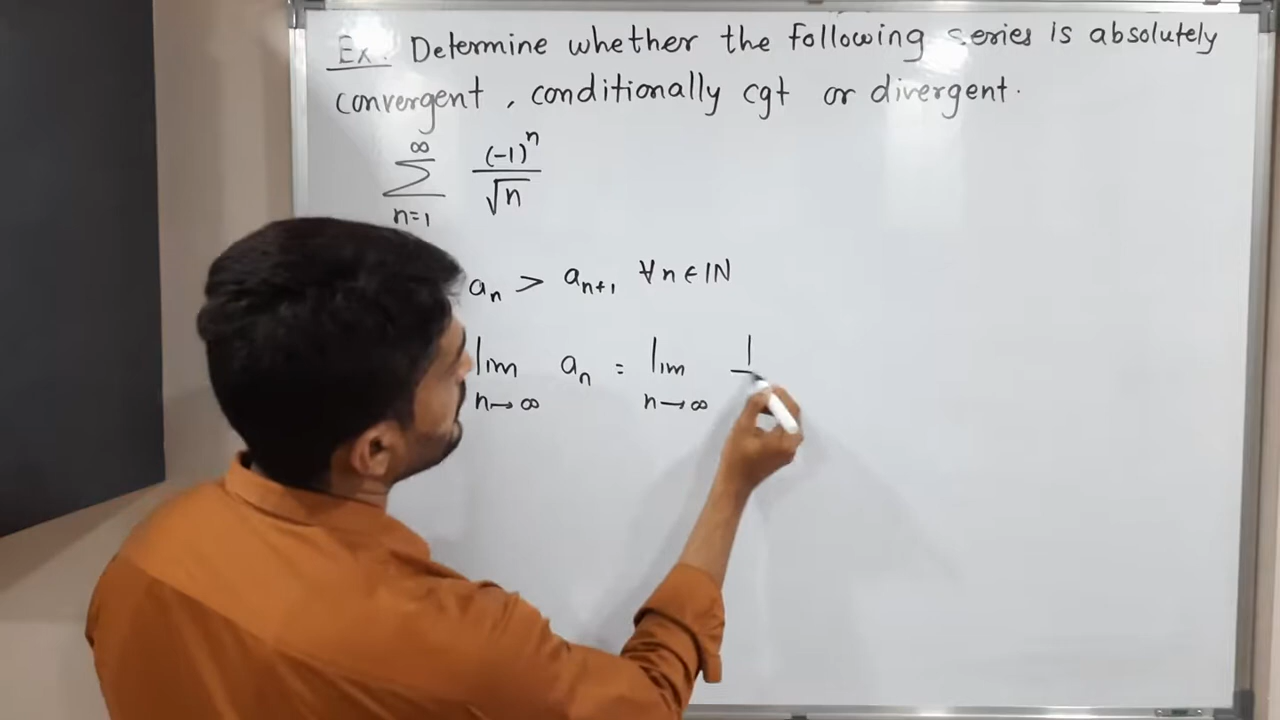 Ex. Determine whether the following series is absolutely
convergent, conditionally cgt or divergent.
∞
∑ (-1)^n / √n
n=1
a_n > a_{n+1} ∀ n ∈ ℕ
lim a_n = lim 1
n→∞ n→∞